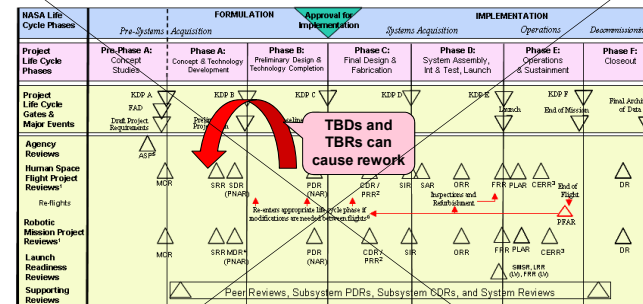 NASA Life
Cycle Phases
FORMULATION
Approval for
Implementation
IMPLEMENTATION
Pre-Systems Acquisition
Systems Acquisition
Operations
Decommissionin
Project
Life Cycle
Phases
Pre-Phase A:
Concept
Studies
Phase A:
Concept & Technology
Development
Phase B:
Preliminary Design &
Technology Completion
Phase C:
Final Design &
Fabrication
Phase D:
System Assembly,
Int & Test, Launch
Phase E:
Operations
& Sustainment
Phase F:
Closeout
Project
Life Cycle
Gates &
Major Events
KDP A
KDP B
KDP C
KDP D
KDP E
KDP F
FAD
Draft Project
Requirements
Launch
End of Mission
Final Archi
of Data
TBDs and
TBRs can
cause rework
Agency
Reviews
ASP⁵
Human Space
Flight Project
Reviews¹
MCR
SRR SDR
(PNAR)
PDR
(NAR)
CDR /
PRR²
SIR
SAR
ORR
FRR PLAR
CERR³
End of
Flight
DR
Re-flights
Re-enters appropriate life cycle phase if
modifications are needed between flights⁶
Inspections and
Refurbishment
PFAR
Robotic
Mission Project
Reviews¹
MCR
SRR MDR⁴
(PNAR)
PDR
(NAR)
CDR /
PRR²
SIR
ORR
FRR PLAR
CERR³
DR
Launch
Readiness
Reviews
SMSR, LRR
(LV), FRR (LV)
Supporting
Reviews
Peer Reviews, Subsystem PDRs, Subsystem CDRs, and System Reviews